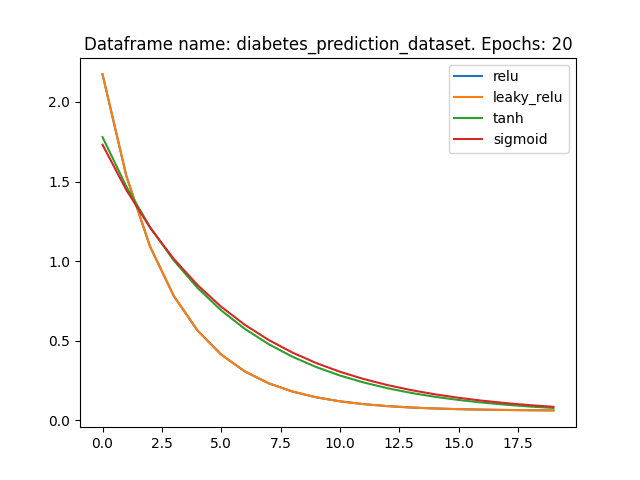 Dataframe name: diabetes_prediction_dataset. Epochs: 20
relu
leaky_relu
tanh
sigmoid
2.0
1.5
1.0
0.5
0.0
0.0 2.5 5.0 7.5 10.0 12.5 15.0 17.5